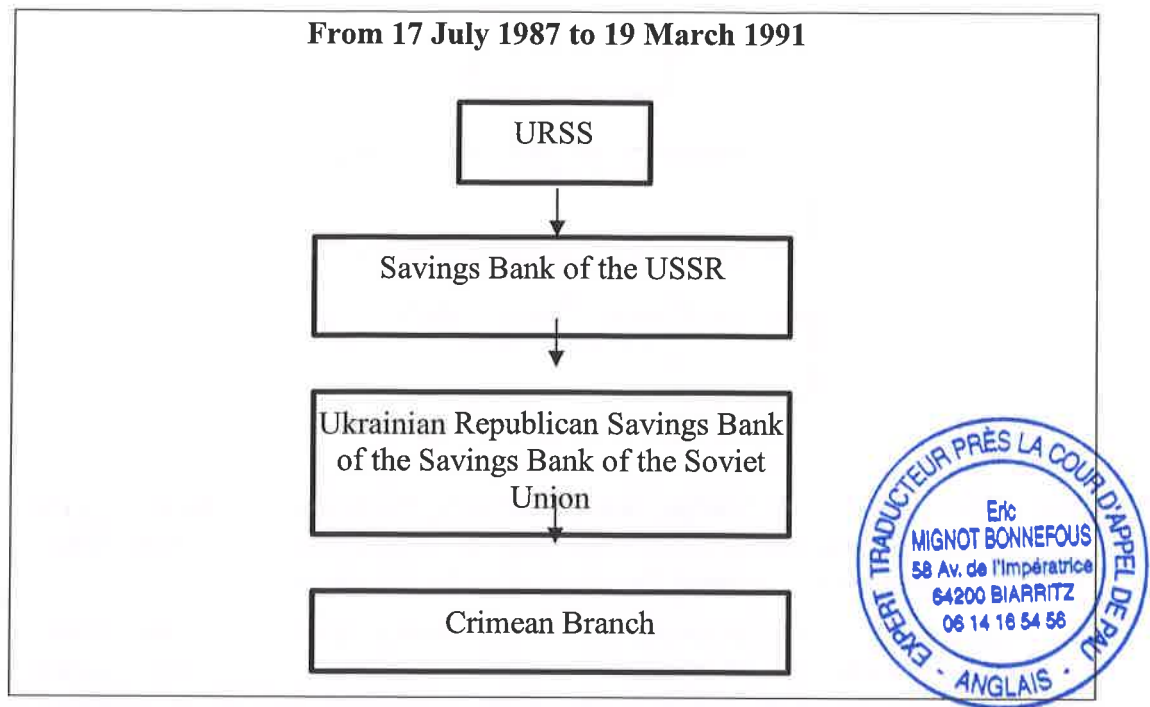 From 17 July 1987 to 19 March 1991
URSS
Savings Bank of the USSR
Ukrainian Republican Savings Bank
of the Savings Bank of the Soviet
Union
Crimean Branch
EXPERT TRADUCTEUR PRÈS LA COUR D'APPEL DE PAU
Eric
MIGNOT BONNEFOUS
58 Av. de l'Impératrice
64200 BIARRITZ
06 14 16 54 56
- ANGLAIS -